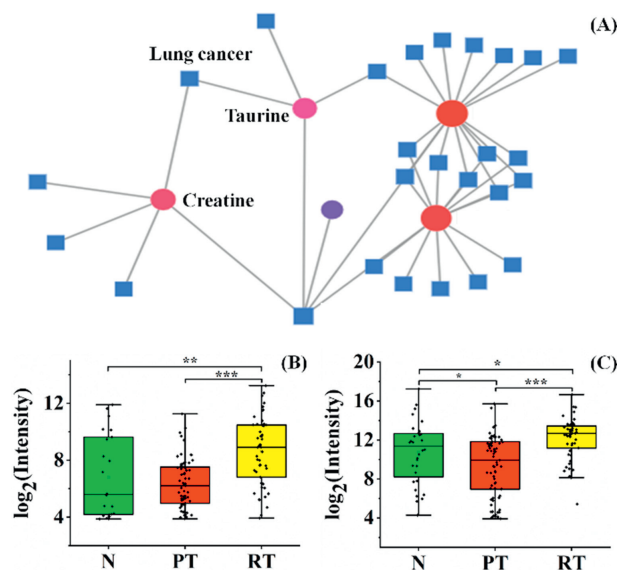 (A)
Lung cancer
Taurine
Creatine
(B)
**
***
log2(Intensity)
12
8
4
N PT RT
(C)
*
*
***
log2(Intensity)
20
16
12
8
4
N PT RT